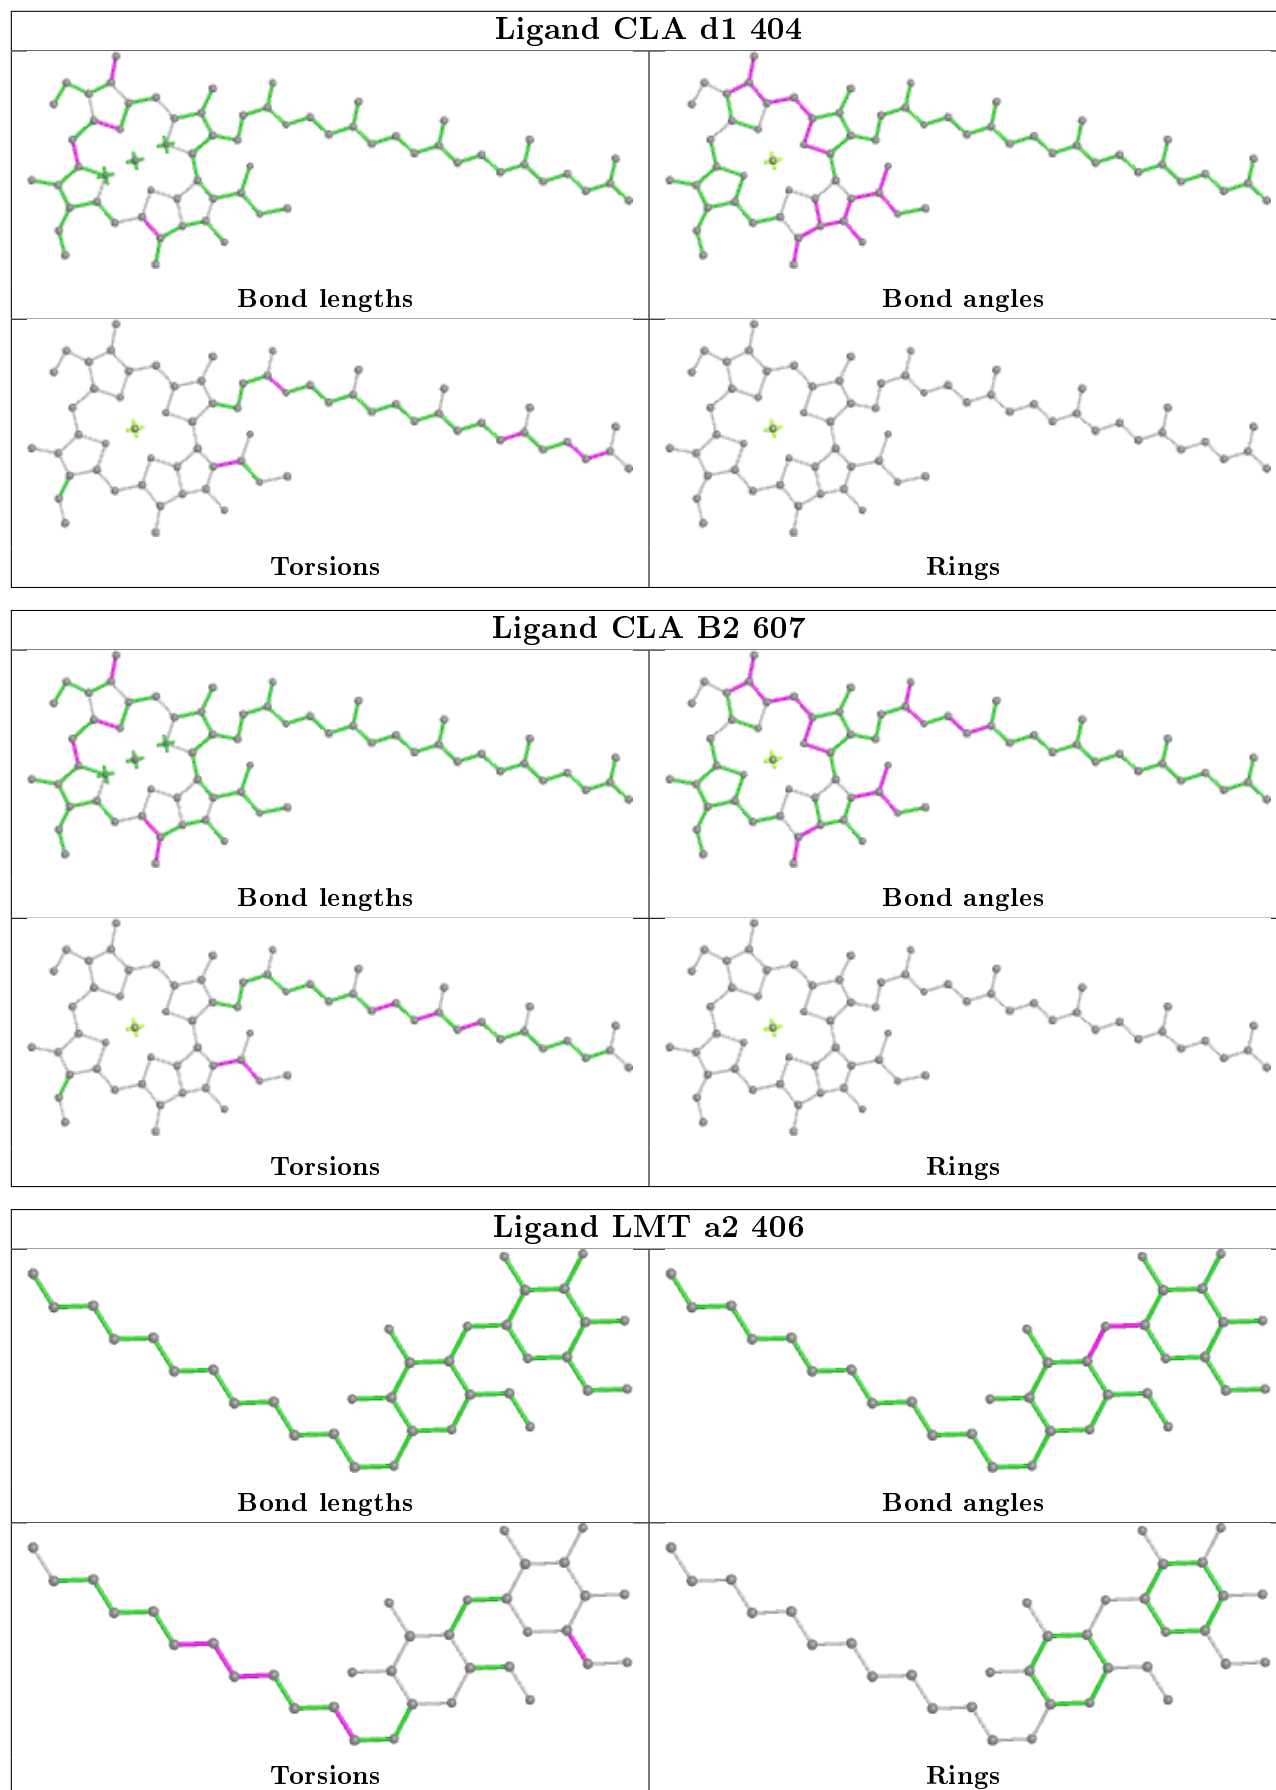 Ligand CLA d1 404
Bond lengths
Bond angles
Torsions
Rings
Ligand CLA B2 607
Bond lengths
Bond angles
Torsions
Rings
Ligand LMT a2 406
Bond lengths
Bond angles
Torsions
Rings